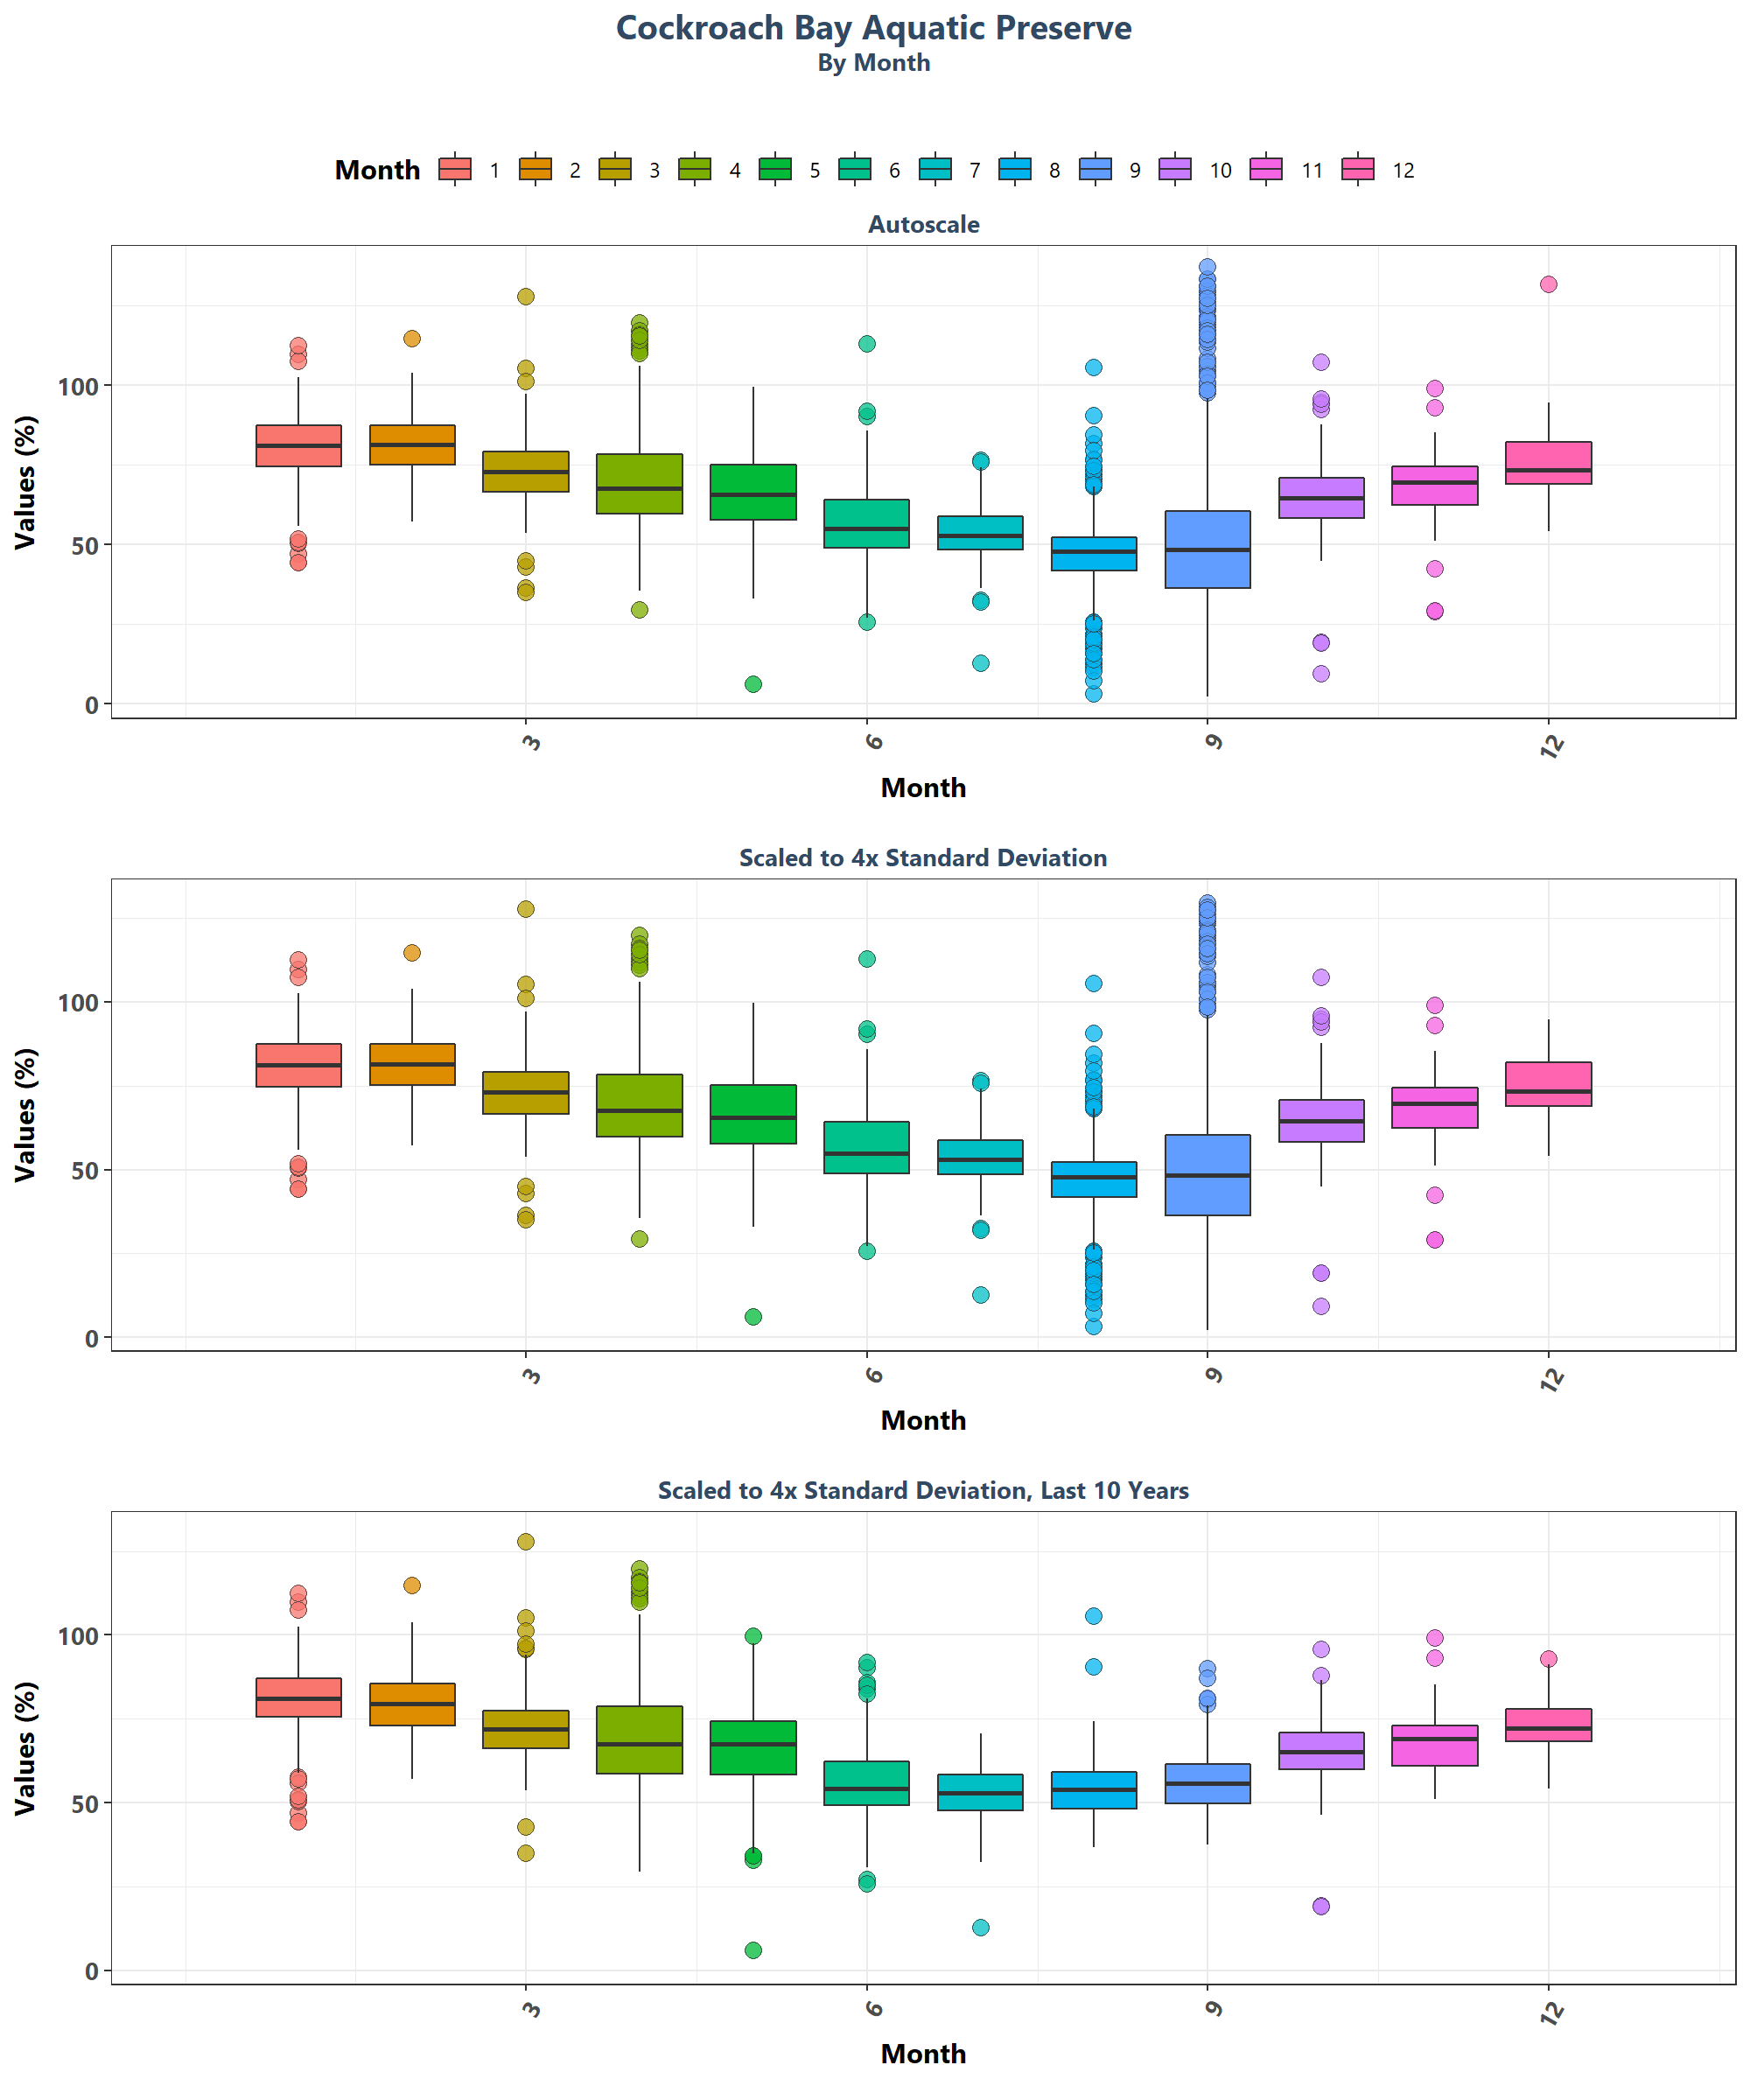 Cockroach Bay Aquatic Preserve
By Month
Month 1 2 3 4 5 6 7 8 9 10 11 12
Autoscale
Values (%)
100
50
0
3 6 9 12
Month
Scaled to 4x Standard Deviation
Values (%)
100
50
0
3 6 9 12
Month
Scaled to 4x Standard Deviation, Last 10 Years
Values (%)
100
50
0
3 6 9 12
Month